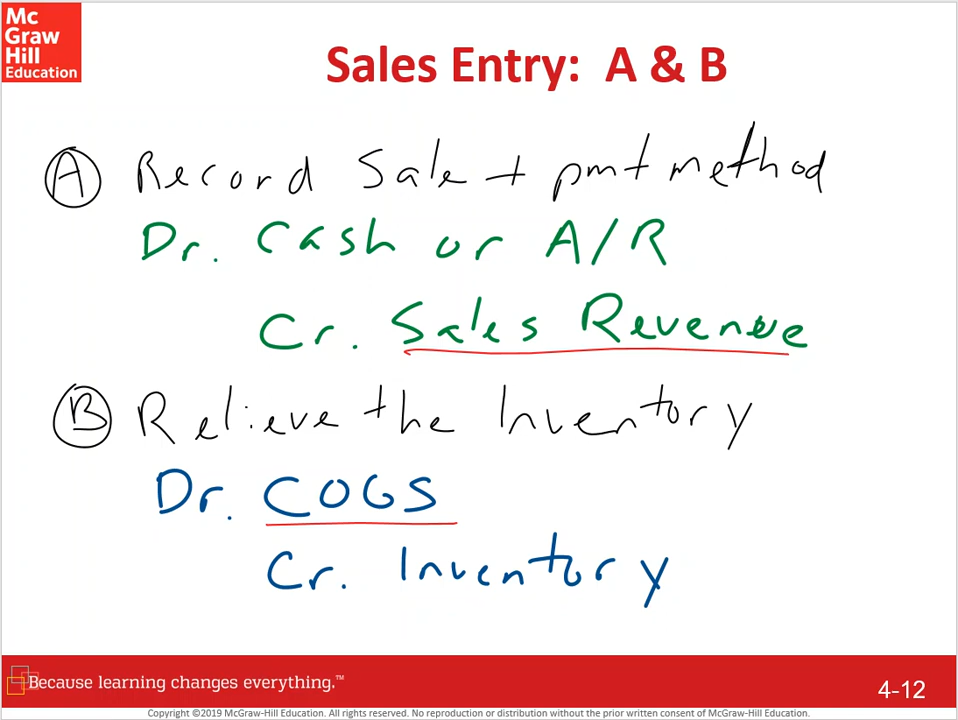 Mc
Graw
Hill
Education
Sales Entry: A & B
A Record Sale + pmt method
Dr. Cash or A/R
Cr. Sales Revenue
B Relieve the Inventory
Dr. COGS
Cr. Inventory
Because learning changes everything.™
4-12
Copyright ©2019 McGraw-Hill Education. All rights reserved. No reproduction or distribution without the prior written consent of McGraw-Hill Education.